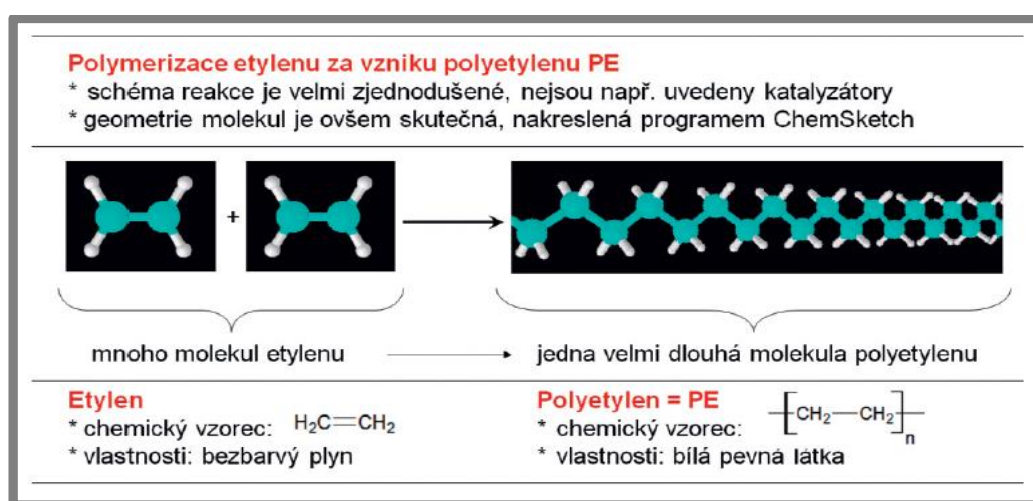 Polymerizace etylenu za vzniku polyetylenu PE
* schéma reakce je velmi zjednodušené, nejsou např. uvedeny katalyzátory
* geometrie molekul je ovšem skutečná, nakreslená programem ChemSketch
+
mnoho molekul etylenu
jedna velmi dlouhá molekula polyetylenu
Etylen
* chemický vzorec: H₂C=CH₂
* vlastnosti: bezbarvý plyn
Polyetylen = PE
* chemický vzorec: –[CH₂—CH₂]–n
* vlastnosti: bílá pevná látka